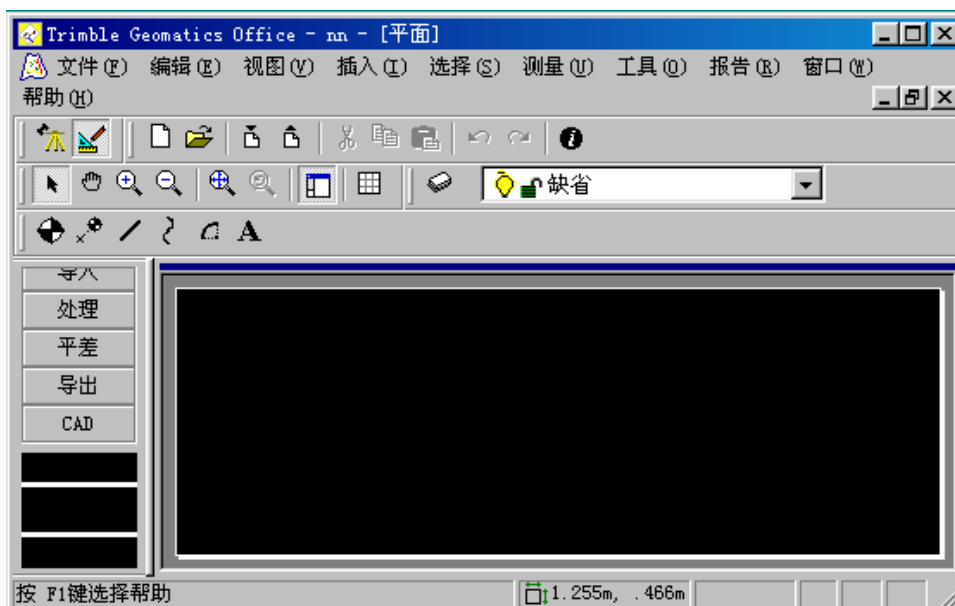 Trimble Geomatics Office - nn - [平面]
文件(F) 编辑(E) 视图(V) 插入(I) 选择(S) 测量(U) 工具(O) 报告(R) 窗口(W)
帮助(H)
缺省
A
导入
处理
平差
导出
CAD
按 F1键选择帮助 1.255m, .466m